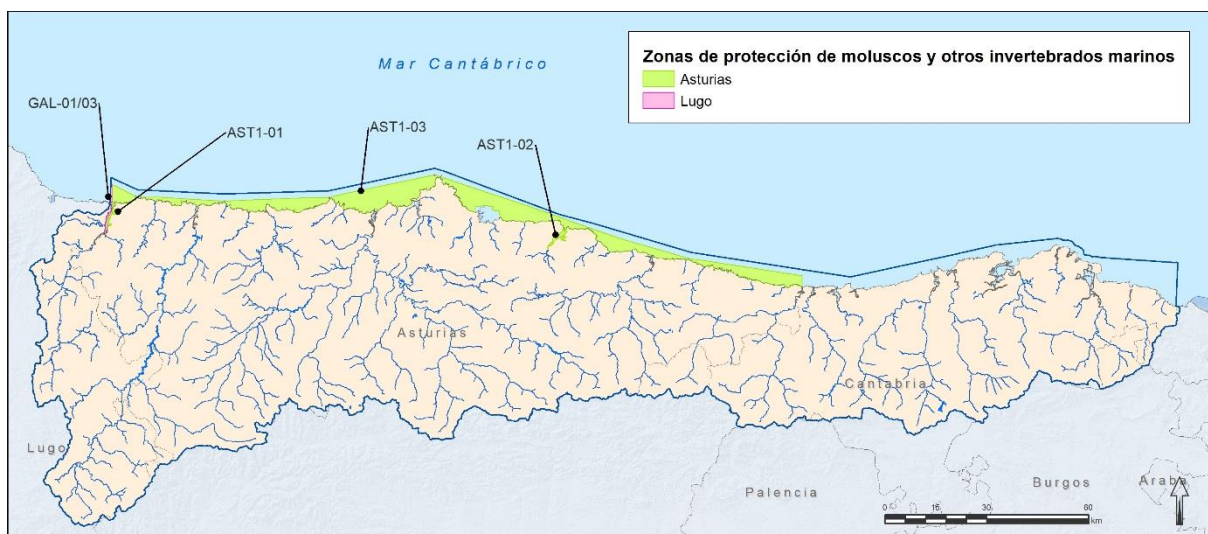 Mar Cantábrico
Zonas de protección de moluscos y otros invertebrados marinos
Asturias
Lugo
GAL-01/03
AST1-01
AST1-03
AST1-02
Asturias
Cantabria
Lugo
Palencia
Burgos
Araba
0 15 30 60
km